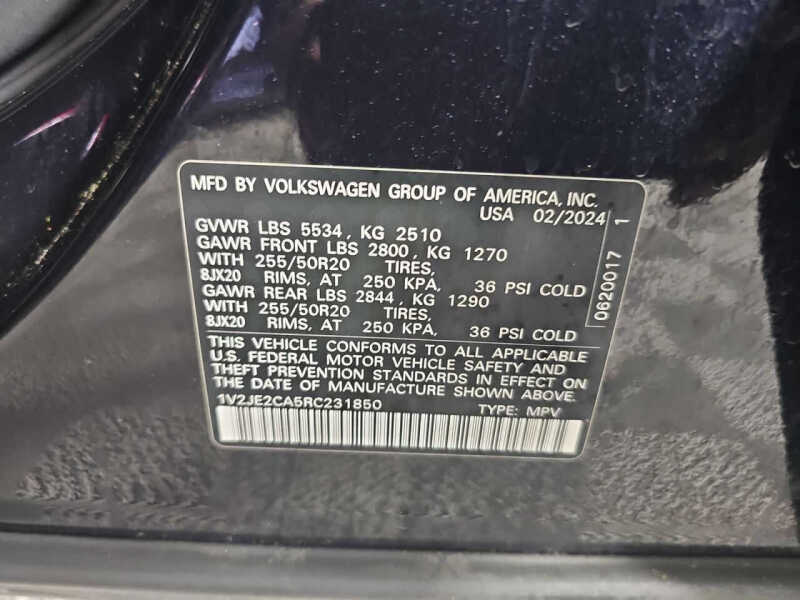 MFD BY VOLKSWAGEN GROUP OF AMERICA, INC.
USA 02/2024
GVWR LBS 5534, KG 2510
GAWR FRONT LBS 2800, KG 1270
WITH 255/50R20 TIRES,
8JX20 RIMS, AT 250 KPA, 36 PSI COLD
GAWR REAR LBS 2844, KG 1290
WITH 255/50R20 TIRES,
8JX20 RIMS, AT 250 KPA, 36 PSI COLD
THIS VEHICLE CONFORMS TO ALL APPLICABLE
U.S. FEDERAL MOTOR VEHICLE SAFETY AND
THEFT PREVENTION STANDARDS IN EFFECT ON
THE DATE OF MANUFACTURE SHOWN ABOVE.
1V2JE2CA5RC231850 TYPE: MPV
0620017 1